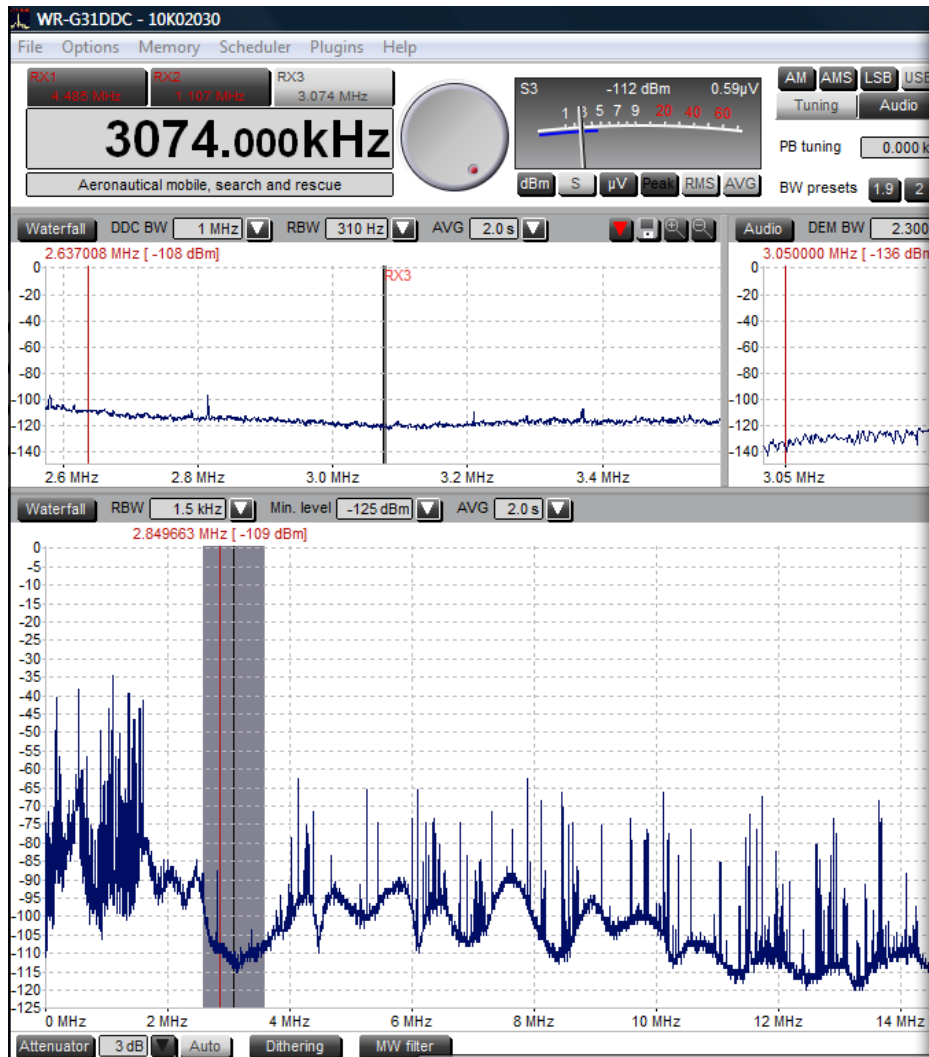 WR-G31DDC - 10K02030
File Options Memory Scheduler Plugins Help
RX1 RX2 RX3
4.485 MHz 1.107 MHz 3.074 MHz
3074.000kHz
Aeronautical mobile, search and rescue
S3 -112 dBm 0.59µV
1 3 5 7 9 20 40 60
dBm S µV Peak RMS AVG
AM AMS LSB USB
Tuning Audio
PB tuning 0.000 k
BW presets 1.9 2
Waterfall DDC BW 1 MHz RBW 310 Hz AVG 2.0 s
2.637008 MHz [ -108 dBm]
RX3
0
-20
-40
-60
-80
-100
-120
-140
2.6 MHz 2.8 MHz 3.0 MHz 3.2 MHz 3.4 MHz
Audio DEM BW 2.300
3.050000 MHz [ -136 dBm
0
-20
-40
-60
-80
-100
-120
-140
3.05 MHz
Waterfall RBW 1.5 kHz Min. level -125 dBm AVG 2.0 s
2.849663 MHz [ -109 dBm]
0
-5
-10
-15
-20
-25
-30
-35
-40
-45
-50
-55
-60
-65
-70
-75
-80
-85
-90
-95
-100
-105
-110
-115
-120
-125
0 MHz 2 MHz 4 MHz 6 MHz 8 MHz 10 MHz 12 MHz 14 MHz
Attenuator 3 dB Auto Dithering MW filter